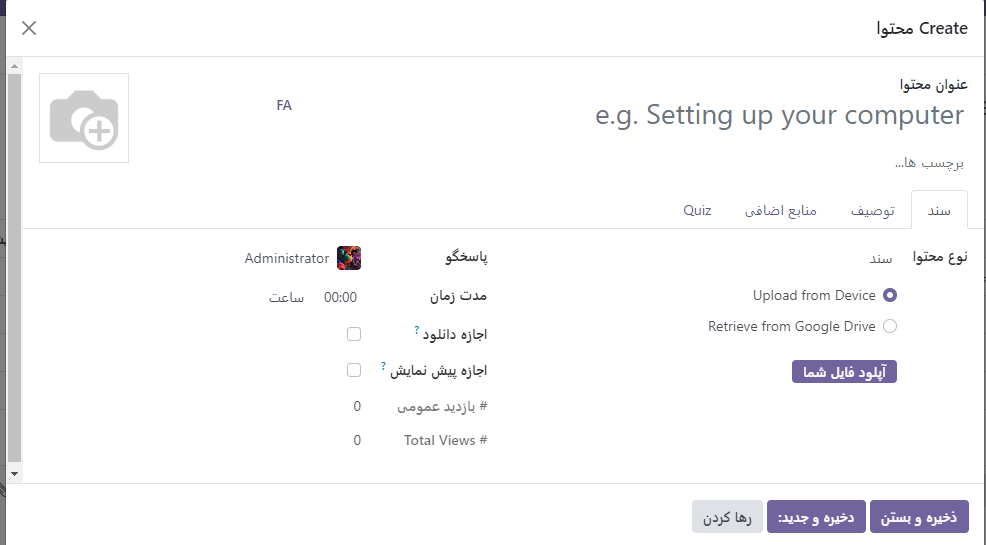 Create محتوا
عنوان محتوا
FA
e.g. Setting up your computer
برچسب ها...
سند
توصیف
منابع اضافی
Quiz
نوع محتوا
سند
Upload from Device
Retrieve from Google Drive
آپلود فایل شما
پاسخگو
Administrator
مدت زمان
00:00 ساعت
اجازه دانلود ?
اجازه پیش نمایش ?
# بازدید عمومی
0
# Total Views
0
ذخیره و بستن
دخیره و جدید:
رها کردن